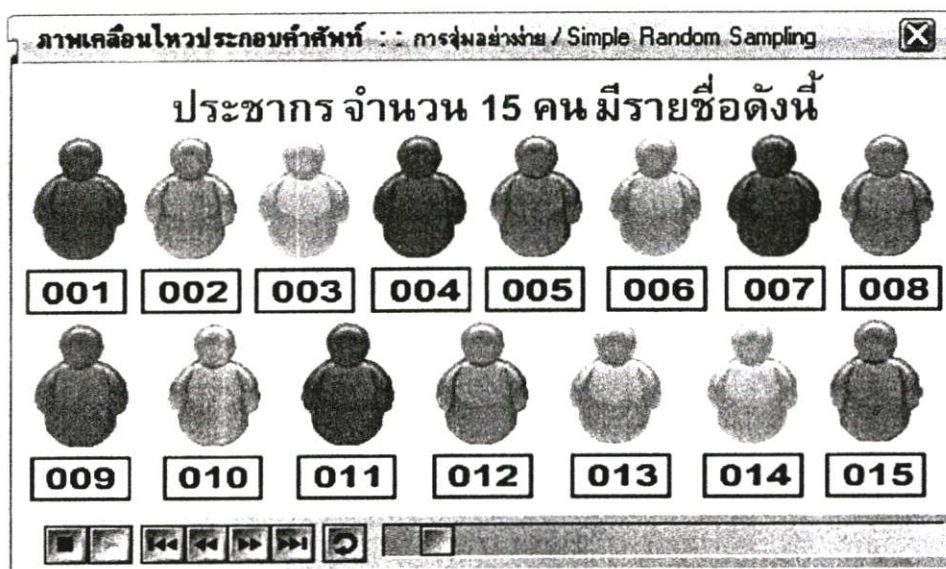 ภาพเคลื่อนไหวประกอบคำศัพท์ :: การสุ่มอย่างง่าย / Simple Random Sampling
ประชากร จำนวน 15 คน มีรายชื่อดังนี้
001 002 003 004 005 006 007 008
009 010 011 012 013 014 015